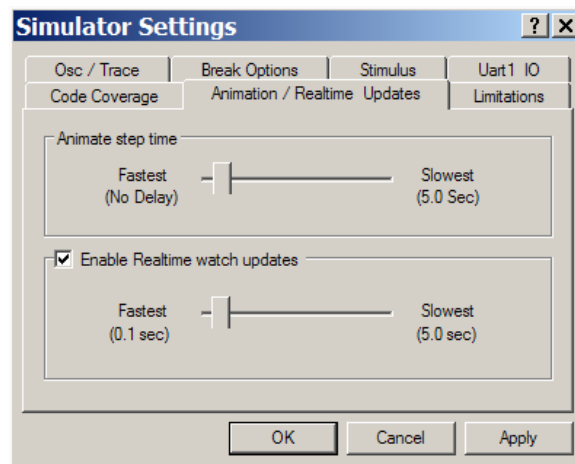 Simulator Settings
? X
Osc / Trace Break Options Stimulus Uart1 IO
Code Coverage Animation / Realtime Updates Limitations
Animate step time
Fastest Slowest
(No Delay) (5.0 Sec)
Enable Realtime watch updates
Fastest Slowest
(0.1 sec) (5.0 sec)
OK Cancel Apply